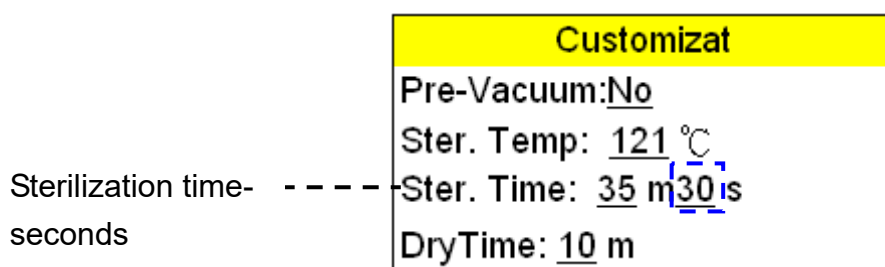 Customizat
Pre-Vacuum:No
Ster. Temp: 121 ℃
Sterilization time-
seconds
Ster. Time: 35 m30 s
DryTime: 10 m